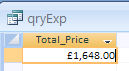 qryExp
Total_Price
£1,648.00